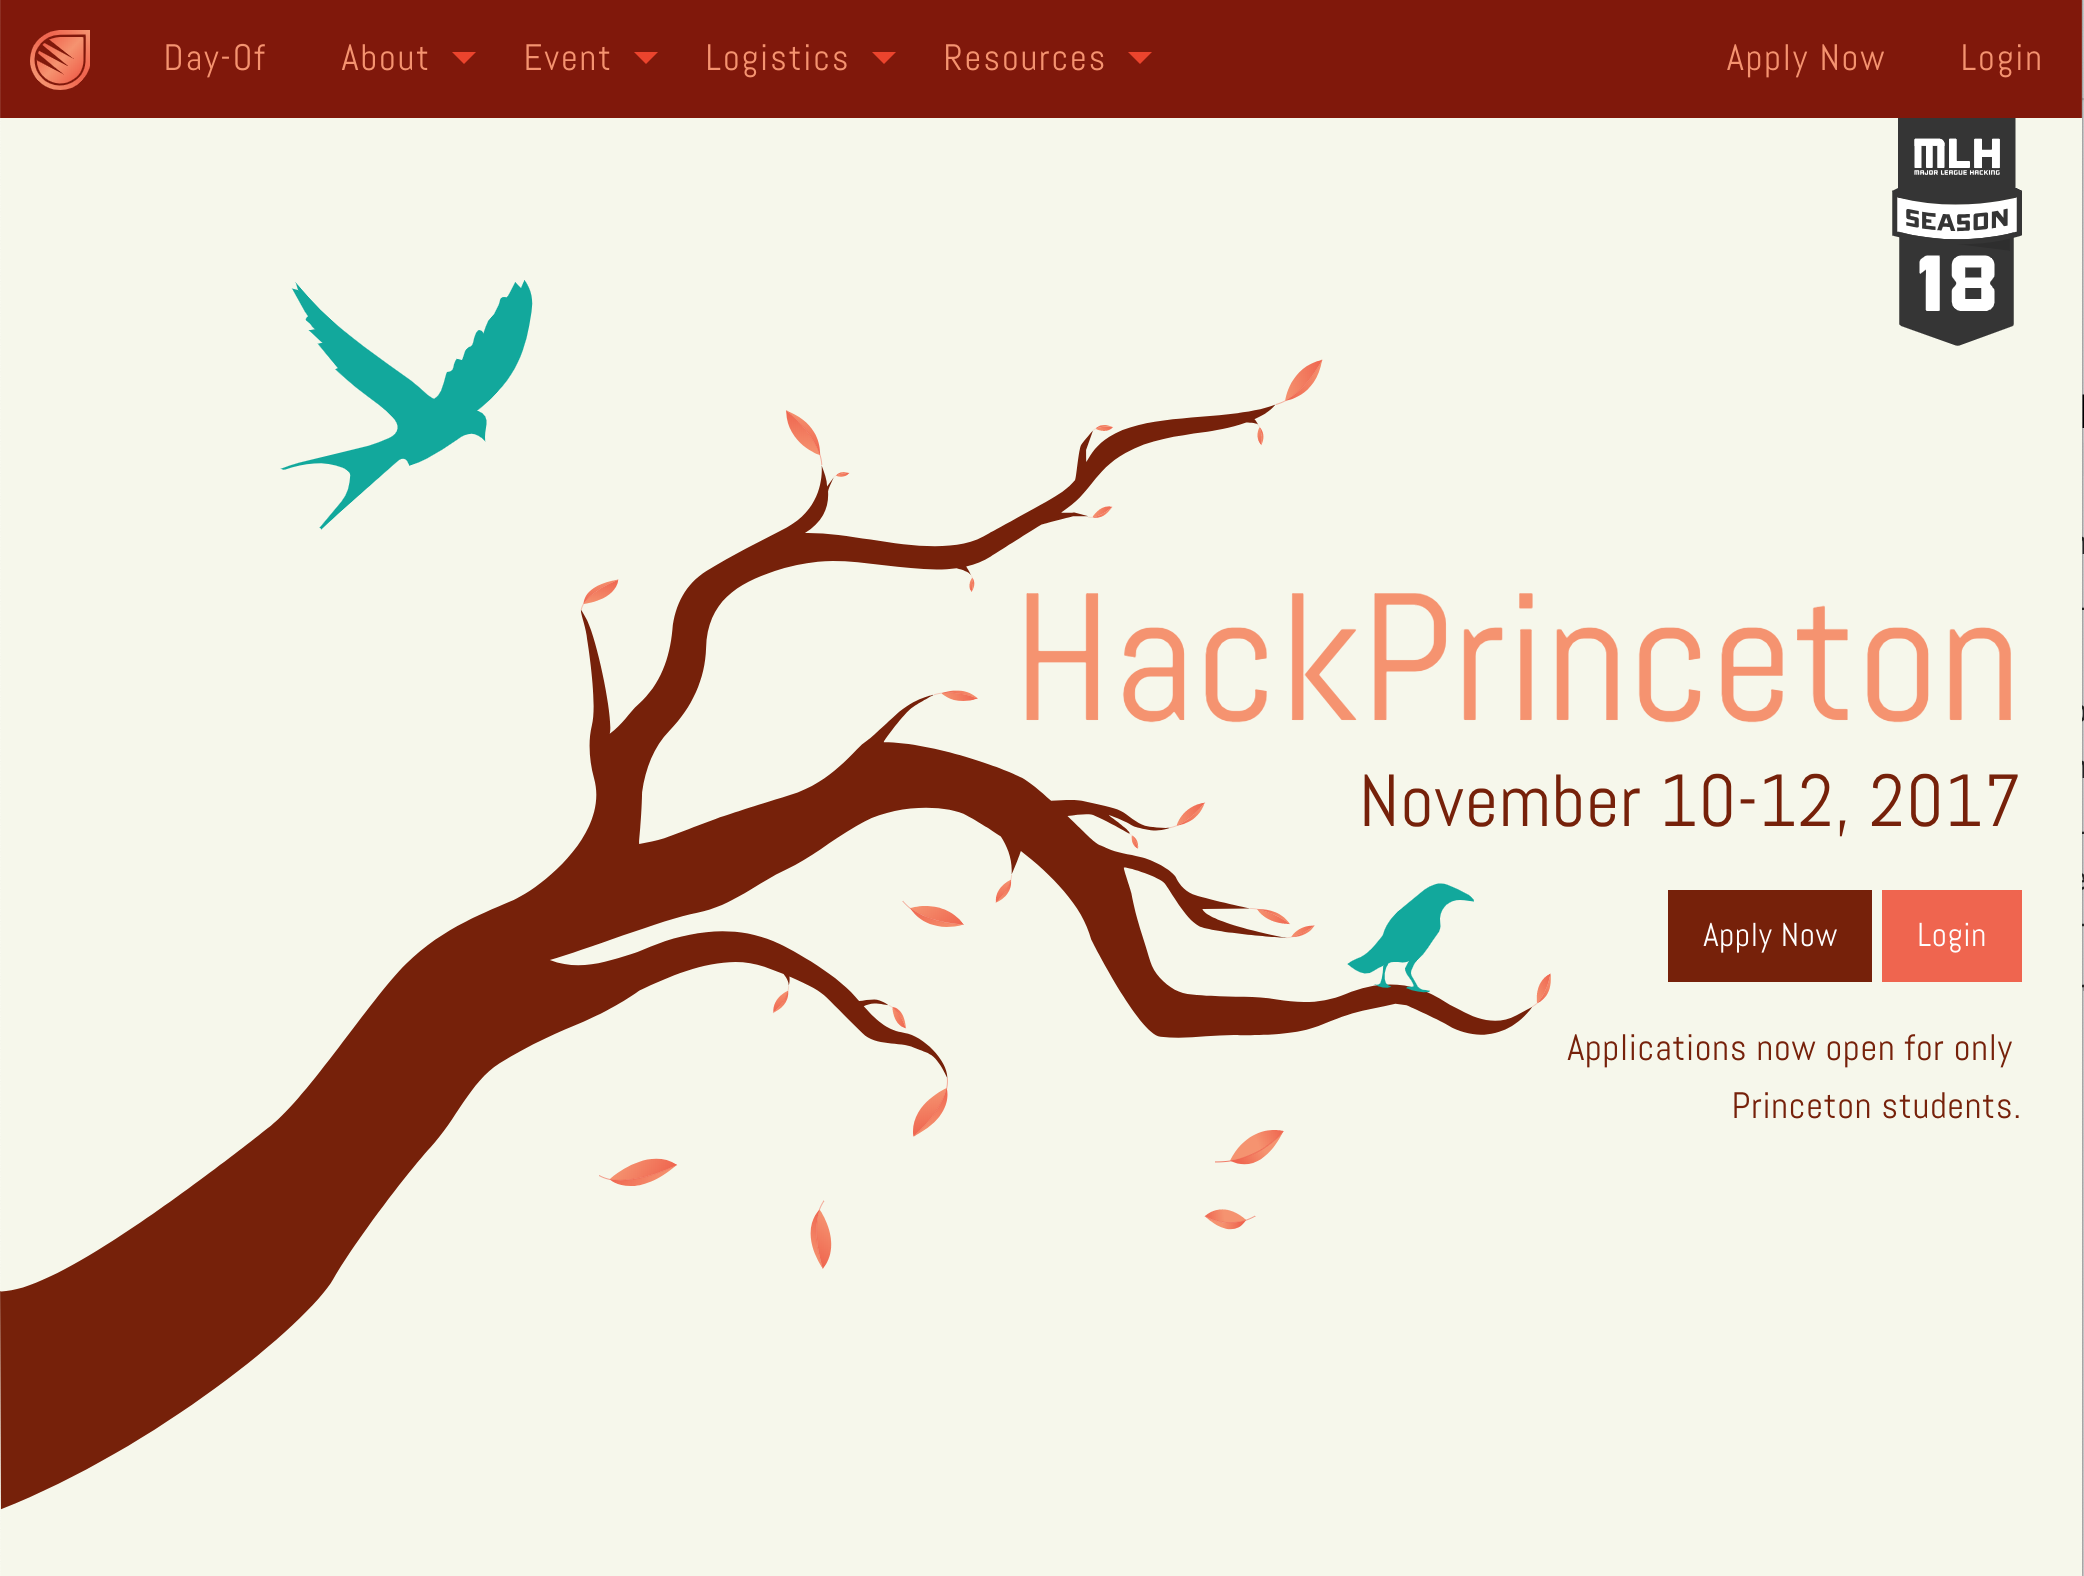 Day-Of About Event Logistics Resources Apply Now Login
MLH
MAJOR LEAGUE HACKING
SEASON
18
HackPrinceton
November 10-12, 2017
Apply Now Login
Applications now open for only
Princeton students.